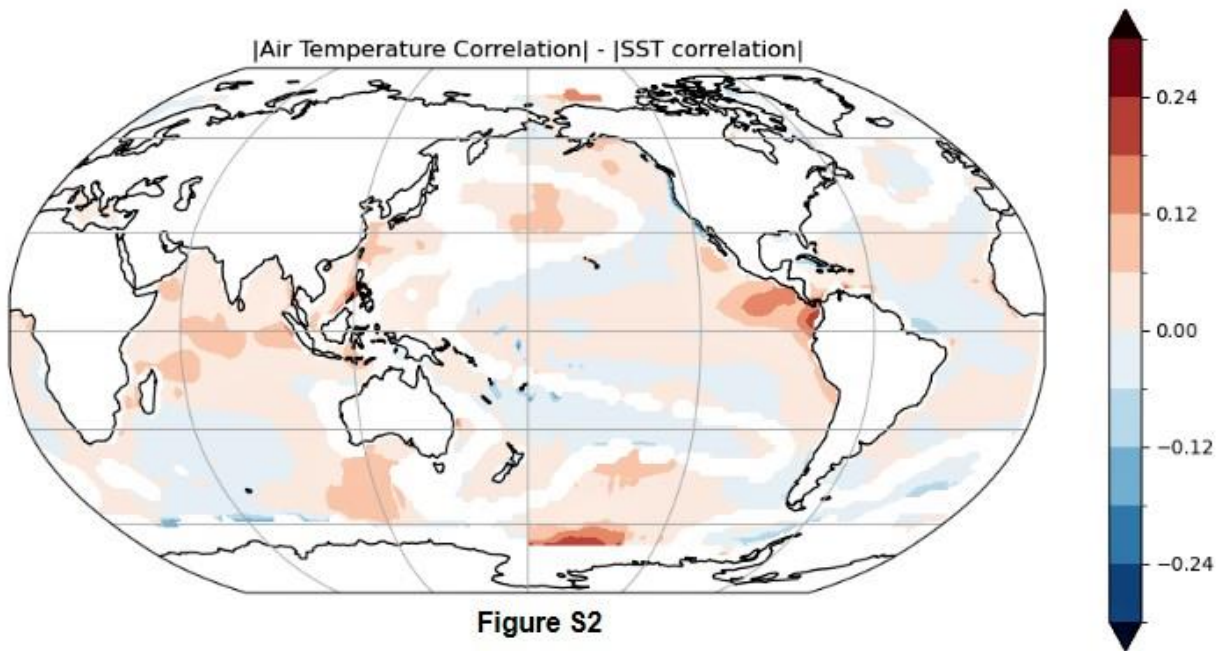 |Air Temperature Correlation| - |SST correlation|
0.24
0.12
0.00
−0.12
−0.24
Figure S2